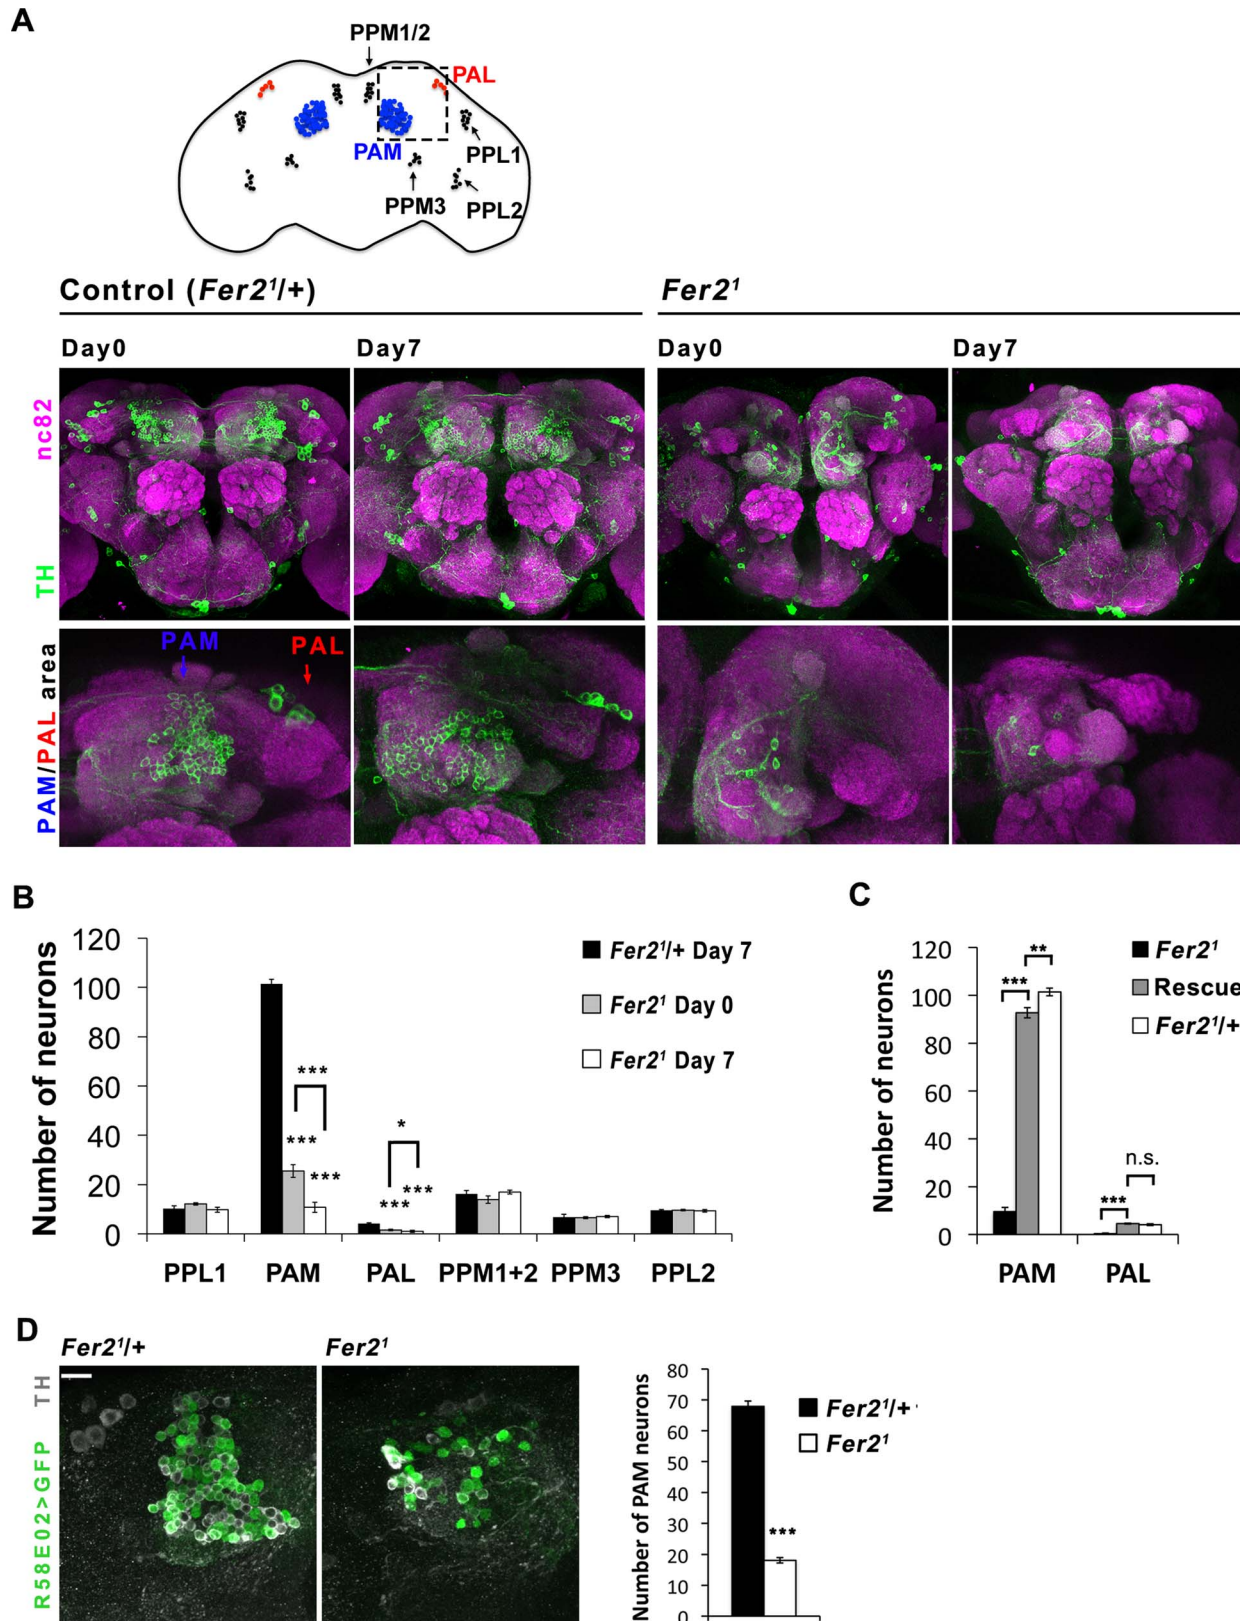 A
PPM1/2
PAL
PAM
PPL1
PPM3
PPL2
Control (Fer2¹/+)
Fer2¹
Day0
Day7
Day0
Day7
nc82
TH
PAM
PAL
PAM/PAL area
B
Number of neurons
120
100
80
60
40
20
0
Fer2¹/+ Day 7
Fer2¹ Day 0
Fer2¹ Day 7
***
***
***
*
***
***
PPL1 PAM PAL PPM1+2 PPM3 PPL2
C
Number of neurons
120
100
80
60
40
20
0
***
**
***
n.s.
Fer2¹
Rescue
Fer2¹/+
PAM PAL
D
Fer2¹/+
Fer2¹
R58E02>GFP TH
Number of PAM neurons
80
70
60
50
40
30
20
10
0
***
Fer2¹/+
Fer2¹